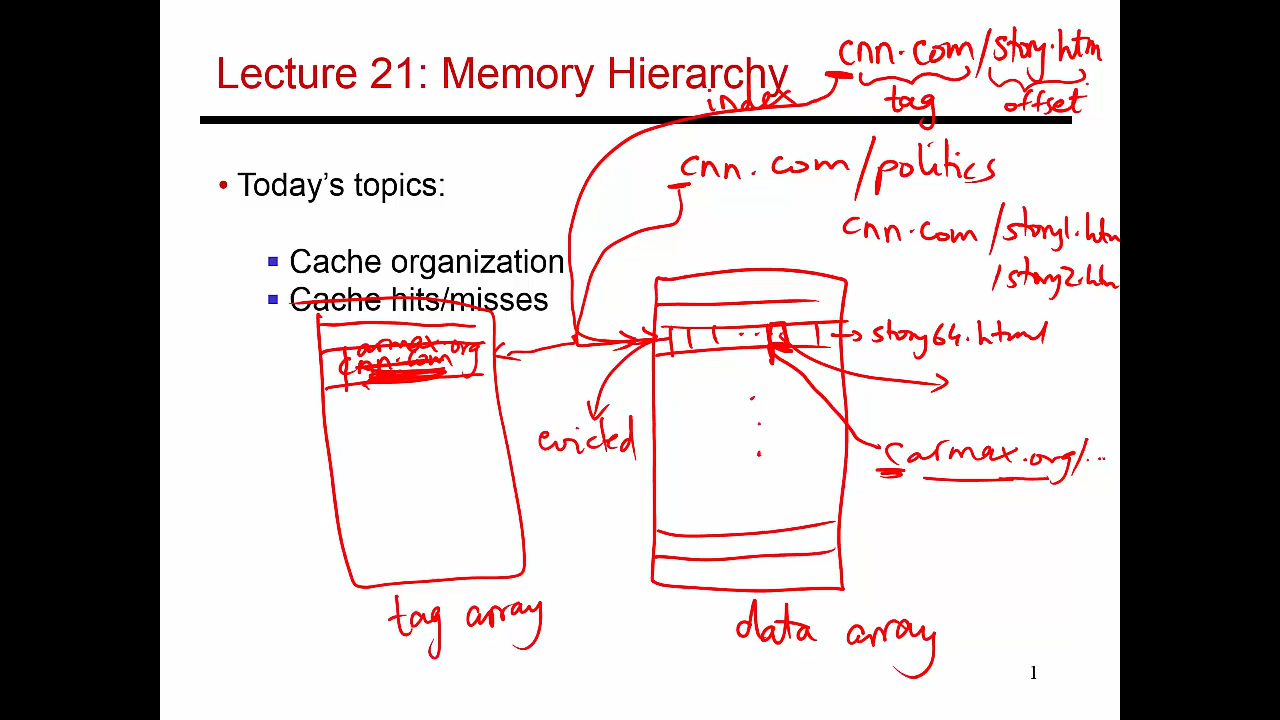 cnn.com/story.htm
Lecture 21: Memory Hierarchy
index
tag
offset
cnn.com/politics
• Today's topics:
cnn.com/story1.htm
▪ Cache organization
/story2.htm
▪ Cache hits/misses
story64.html
carmax.org
cnn.com
evicted
carmax.org/..
tag array
data array
1